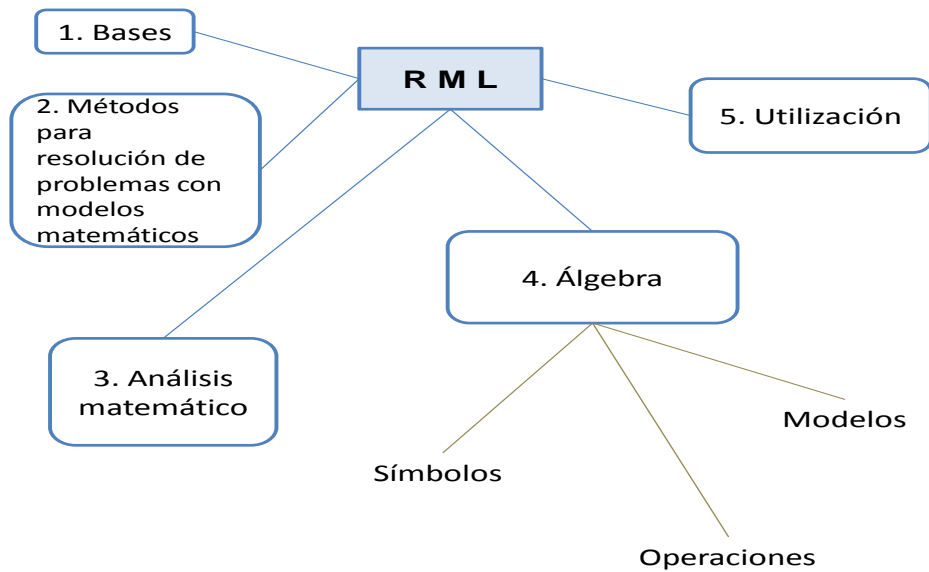 1. Bases
R M L
2. Métodos
para
resolución de
problemas con
modelos
matemáticos
5. Utilización
4. Álgebra
3. Análisis
matemático
Modelos
Símbolos
Operaciones